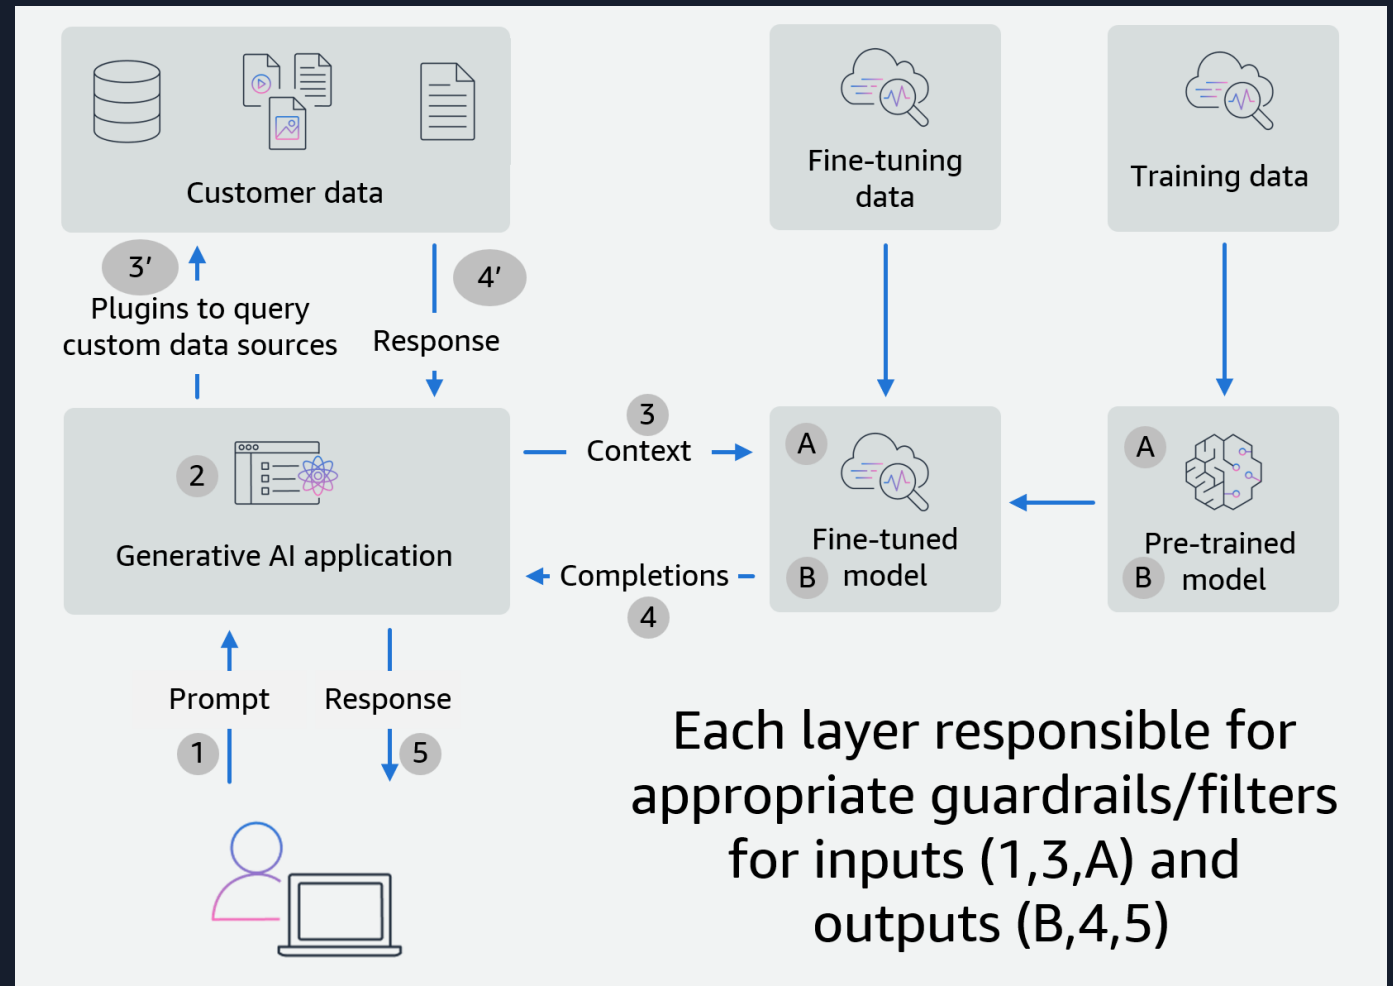 Customer data
Fine-tuning
data
Training data
3′
4′
Plugins to query
custom data sources
Response
3
Context
2
Generative AI application
A
Fine-tuned
B
model
A
Pre-trained
B
model
Completions
4
Prompt
Response
1
5
Each layer responsible for
appropriate guardrails/filters
for inputs (1,3,A) and
outputs (B,4,5)